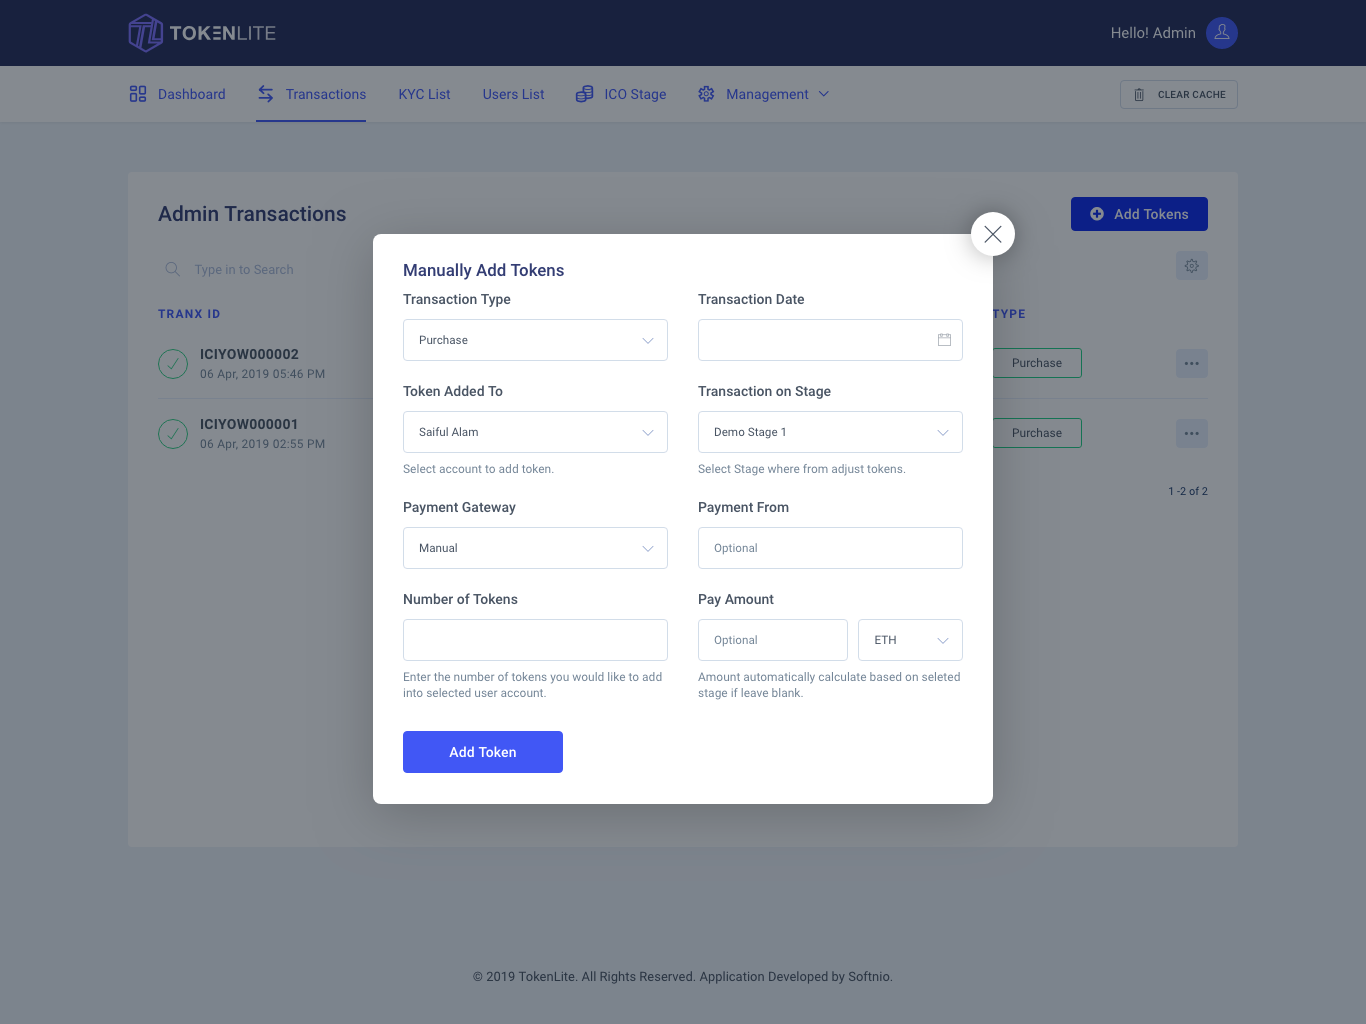 TOKENLITE
Hello! Admin
Dashboard
Transactions
KYC List
Users List
ICO Stage
Management
CLEAR CACHE
Admin Transactions
Add Tokens
Type in to Search
TRANX ID
TYPE
ICIYOW000002
06 Apr, 2019 05:46 PM
Purchase
ICIYOW000001
06 Apr, 2019 02:55 PM
Purchase
1 -2 of 2
Manually Add Tokens
Transaction Type
Transaction Date
Purchase
Token Added To
Transaction on Stage
Saiful Alam
Demo Stage 1
Select account to add token.
Select Stage where from adjust tokens.
Payment Gateway
Payment From
Manual
Optional
Number of Tokens
Pay Amount
Optional
ETH
Enter the number of tokens you would like to add
into selected user account.
Amount automatically calculate based on seleted
stage if leave blank.
Add Token
© 2019 TokenLite. All Rights Reserved. Application Developed by Softnio.